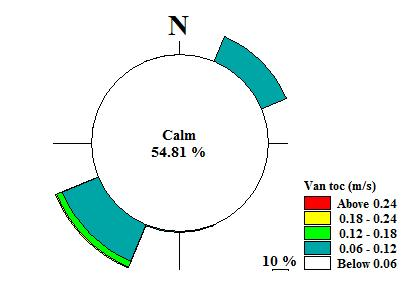 N
Calm
54.81 %
Van toc (m/s)
Above 0.24
0.18 - 0.24
0.12 - 0.18
0.06 - 0.12
Below 0.06
10 %